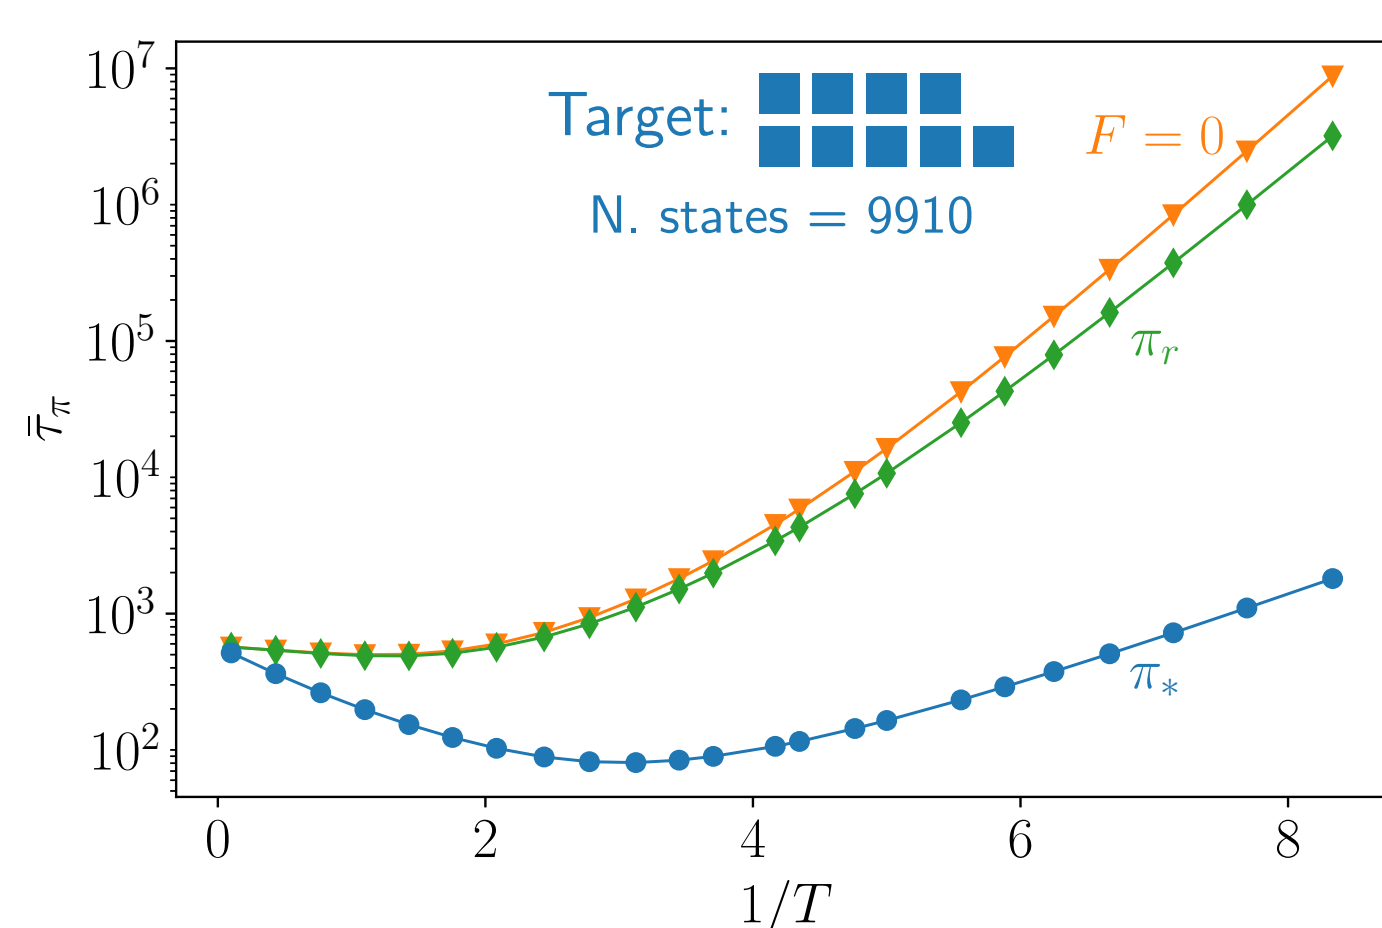 10^7
10^6
10^5
10^4
10^3
10^2
\bar{τ}_π
Target:
N. states = 9910
F = 0
π_r
π_*
0 2 4 6 8
1/T